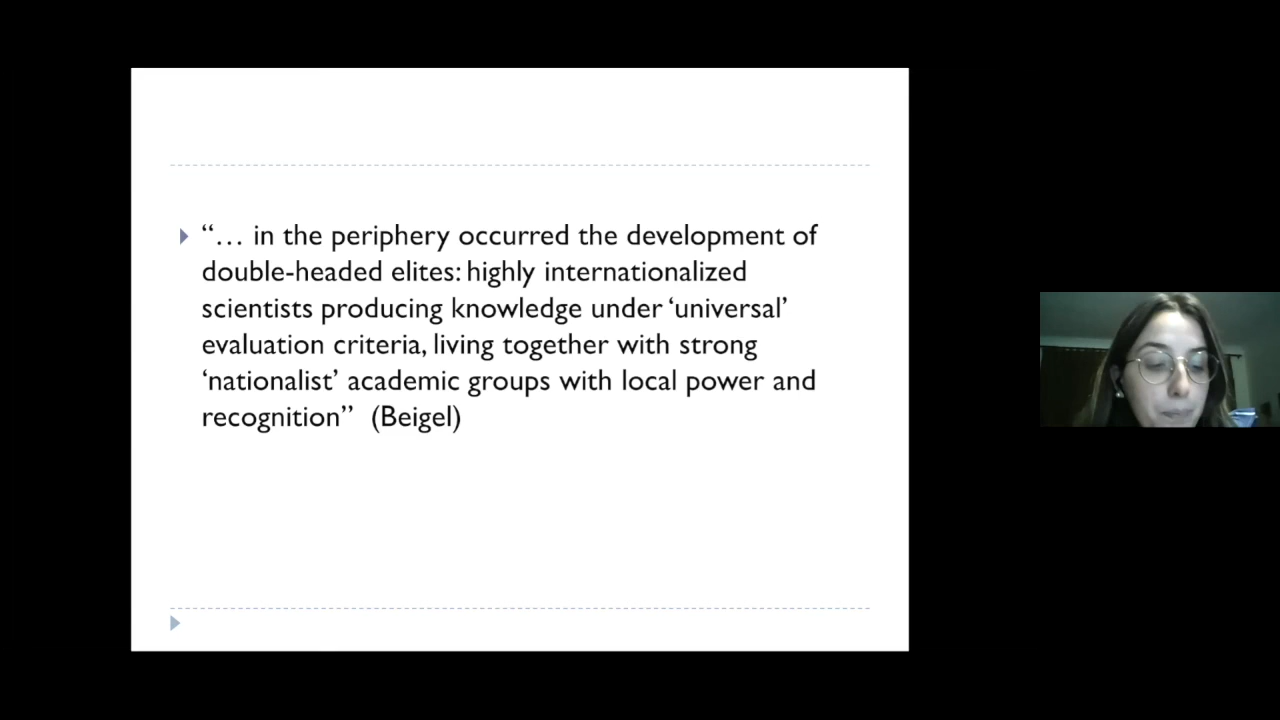 “… in the periphery occurred the development of
double-headed elites: highly internationalized
scientists producing knowledge under ‘universal’
evaluation criteria, living together with strong
‘nationalist’ academic groups with local power and
recognition” (Beigel)